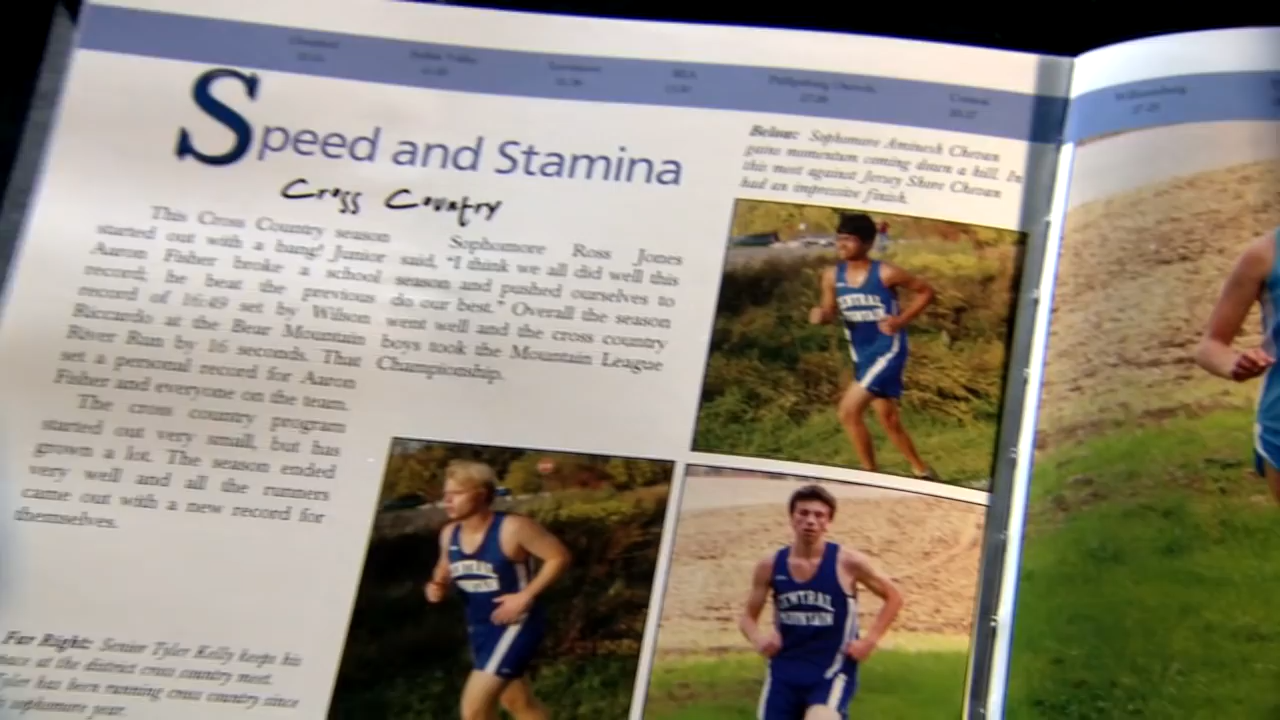 Speed and Stamina
Cross Country
This Cross Country season
started out with a bang! Junior
Aaron Fisher broke a school
record, he beat the previous
record of 16:49 set by Wilson
Riccardo at the Bear Mountain
River Run by 16 seconds. That
set a personal record for Aaron
Fisher and everyone on the team.
The cross country program
started out very small, but has
grown a lot. The season ended
very well and all the runners
came out with a new record for
themselves.
Sophomore Ross Jones
said, "I think we all did well this
season and pushed ourselves to
do our best." Overall the season
went well and the cross country
boys took the Mountain League
Championship.
Below: Sophomore Aminesh Chevan
gains momentum coming down a hill. In
this meet against Jersey Shore Chevan
had an impressive finish.
CENTRAL
MOUNTAIN
CENTRAL
MOUNTAIN
Far Right: Senior Tyler Kelly keeps his
pace at the district cross country meet.
Tyler has been running cross country since
sophomore year.